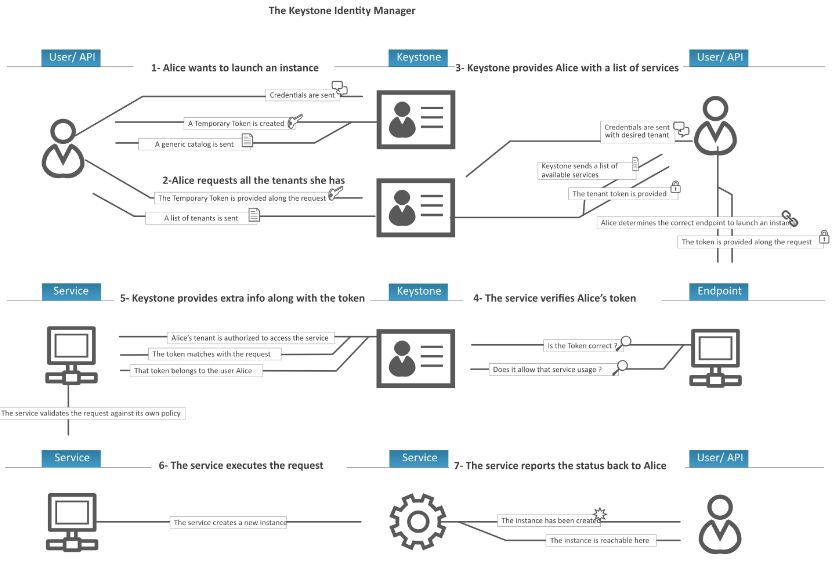 The Keystone Identity Manager
User/ API
Keystone
User/ API
1- Alice wants to launch an instance
3- Keystone provides Alice with a list of services
Credentials are sent
A Temporary Token is created
A generic catalog is sent
Credentials are sent
with desired tenant
Keystone sends a list of
available services
The tenant token is provided
2-Alice requests all the tenants she has
The Temporary Token is provided along the request
A list of tenants is sent
Alice determines the correct endpoint to launch an instan
The token is provided along the request
Service
Keystone
Endpoint
5- Keystone provides extra info along with the token
4- The service verifies Alice's token
Alice's tenant is authorized to access the service
The token matches with the request
That token belongs to the user Alice
Is the Token correct ?
Does it allow that service usage ?
The service validates the request against its own policy
Service
Service
User/ API
6- The service executes the request
7- The service reports the status back to Alice
The service creates a new instance
The instance has been created
The instance is reachable here